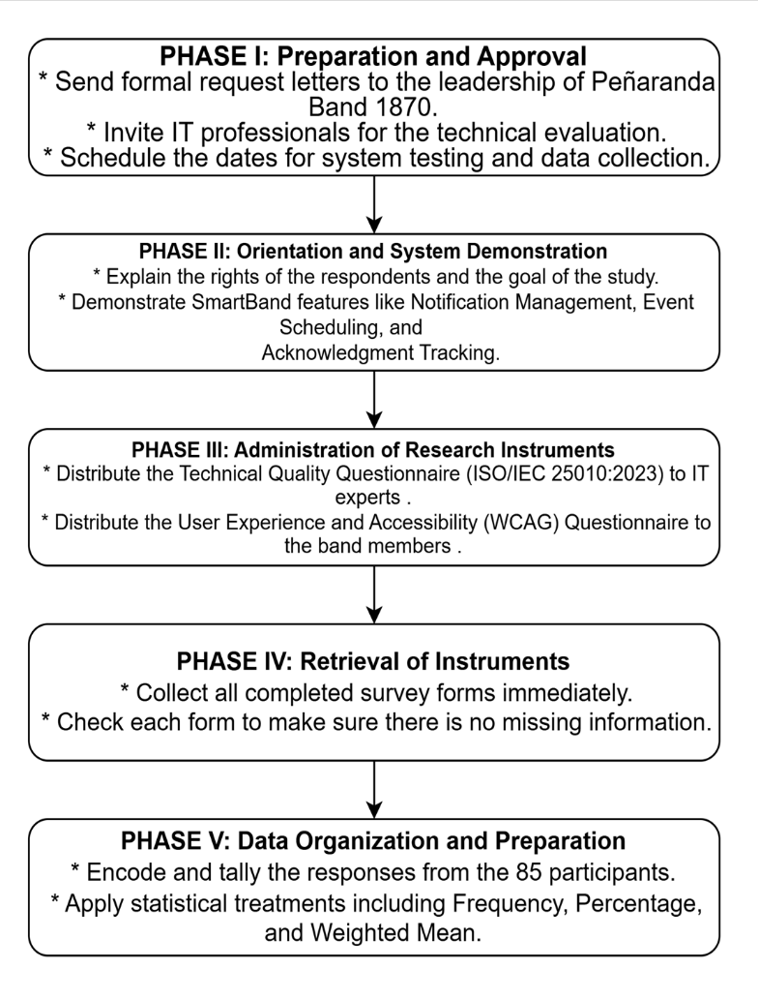 PHASE I: Preparation and Approval
* Send formal request letters to the leadership of Peñaranda
Band 1870.
* Invite IT professionals for the technical evaluation.
* Schedule the dates for system testing and data collection.
PHASE II: Orientation and System Demonstration
* Explain the rights of the respondents and the goal of the study.
* Demonstrate SmartBand features like Notification Management, Event
Scheduling, and
Acknowledgment Tracking.
PHASE III: Administration of Research Instruments
* Distribute the Technical Quality Questionnaire (ISO/IEC 25010:2023) to IT
experts .
* Distribute the User Experience and Accessibility (WCAG) Questionnaire to
the band members .
PHASE IV: Retrieval of Instruments
* Collect all completed survey forms immediately.
* Check each form to make sure there is no missing information.
PHASE V: Data Organization and Preparation
* Encode and tally the responses from the 85 participants.
* Apply statistical treatments including Frequency, Percentage,
and Weighted Mean.